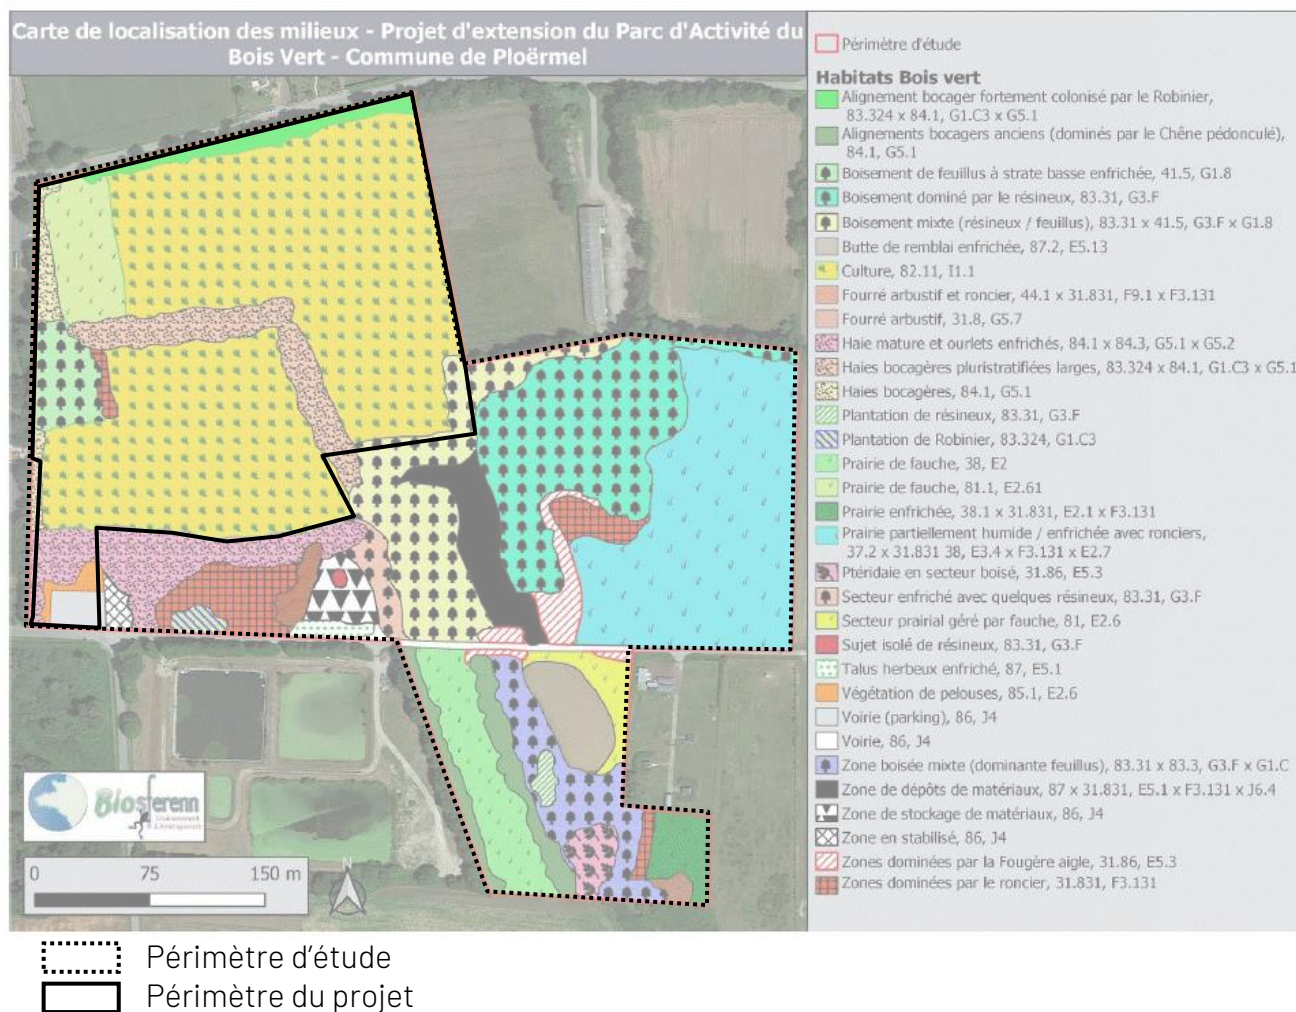 Carte de localisation des milieux - Projet d'extension du Parc d'Activité du
Bois Vert - Commune de Ploërmel
Périmètre d'étude
Habitats Bois vert
Alignement bocager fortement colonisé par le Robinier,
83.324 x 84.1, G1.C3 x G5.1
Alignements bocagers anciens (dominés par le Chêne pédonculé),
84.1, G5.1
Boisement de feuillus à strate basse enfrichée, 41.5, G1.8
Boisement dominé par le résineux, 83.31, G3.F
Boisement mixte (résineux / feuillus), 83.31 x 41.5, G3.F x G1.8
Butte de remblai enfrichée, 87.2, E5.13
Culture, 82.11, I1.1
Fourré arbustif et roncier, 44.1 x 31.831, F9.1 x F3.131
Fourré arbustif, 31.8, G5.7
Haie mature et ourlets enfrichés, 84.1 x 84.3, G5.1 x G5.2
Haies bocagères pluristratifiées larges, 83.324 x 84.1, G1.C3 x G5.1
Haies bocagères, 84.1, G5.1
Plantation de résineux, 83.31, G3.F
Plantation de Robinier, 83.324, G1.C3
Prairie de fauche, 38, E2
Prairie de fauche, 81.1, E2.61
Prairie enfrichée, 38.1 x 31.831, E2.1 x F3.131
Prairie partiellement humide / enfrichée avec ronciers,
37.2 x 31.831 38, E3.4 x F3.131 x E2.7
Ptéridaie en secteur boisé, 31.86, E5.3
Secteur enfriché avec quelques résineux, 83.31, G3.F
Secteur prairial géré par fauche, 81, E2.6
Sujet isolé de résineux, 83.31, G3.F
Talus herbeux enfriché, 87, E5.1
Végétation de pelouses, 85.1, E2.6
Voirie (parking), 86, J4
Voirie, 86, J4
Zone boisée mixte (dominante feuillus), 83.31 x 83.3, G3.F x G1.C
Zone de dépôts de matériaux, 87 x 31.831, E5.1 x F3.131 x J6.4
Zone de stockage de matériaux, 86, J4
Zone en stabilisé, 86, J4
Zones dominées par la Fougère aigle, 31.86, E5.3
Zones dominées par le roncier, 31.831, F3.131
Biosferenn
Environnement
& Aménagement
0 75 150 m
N
Périmètre d'étude
Périmètre du projet